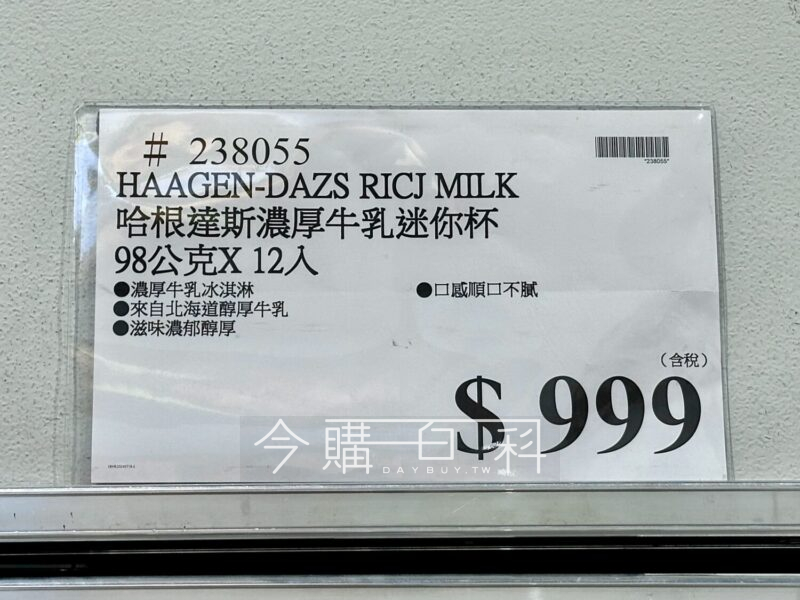 # 238055
*238055*
HAAGEN-DAZS RICJ MILK
哈根達斯濃厚牛乳迷你杯
98公克X 12入
●濃厚牛乳冰淇淋
●口感順口不膩
●來自北海道醇厚牛乳
●滋味濃郁醇厚
(含稅)
$ 999
今購百科
DAYBUY.TW